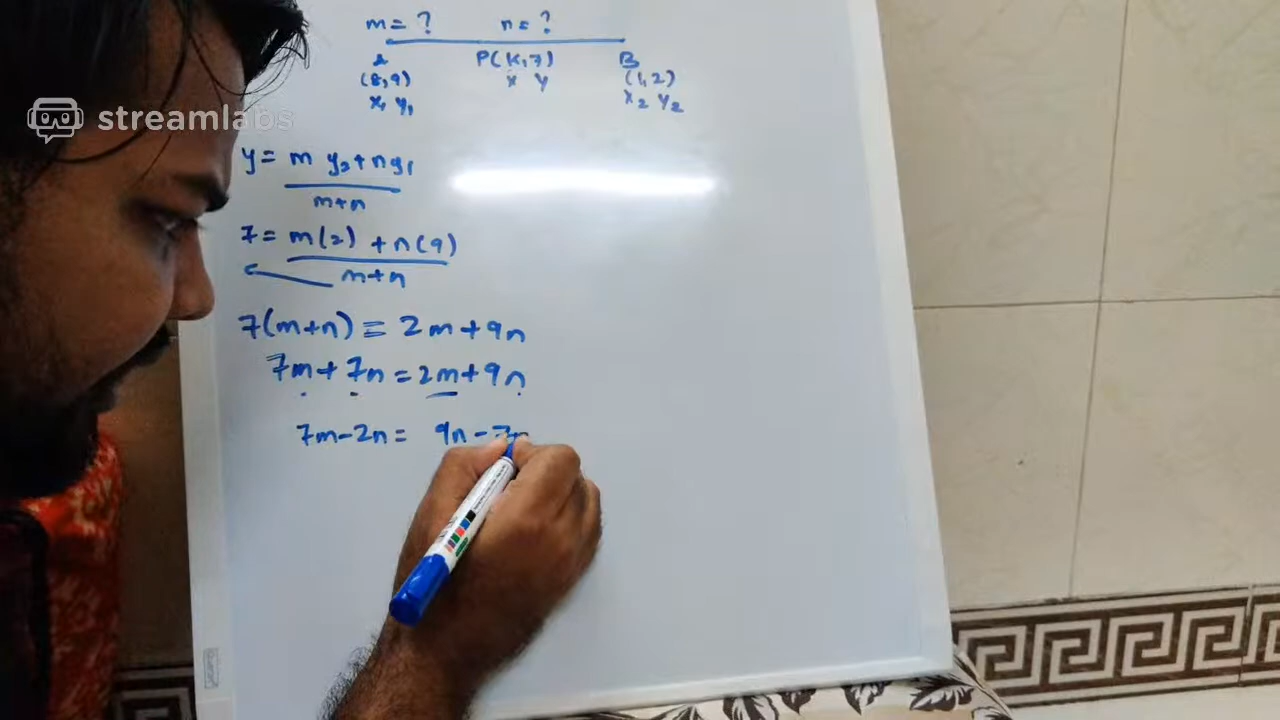 m = ? n = ?
A P(k,7) B
(8,9) x y (1,2)
x1 y1 x2 y2
streamlabs
y = m y2 + n y1
m+n
7 = m(2) + n(9)
m+n
7(m+n) = 2m + 9n
7m + 7n = 2m + 9n
7m - 2n = 9n - 7n